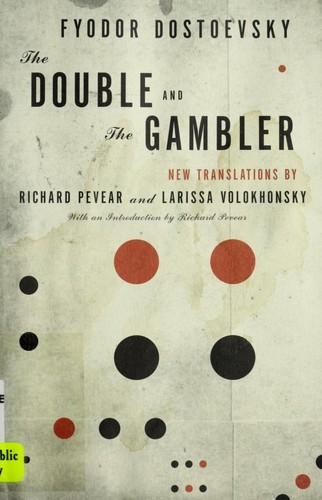 FYODOR DOSTOEVSKY
The
DOUBLE AND
The GAMBLER
NEW TRANSLATIONS BY
RICHARD PEVEAR and LARISSA VOLOKHONSKY
With an Introduction by Richard Pevear
E
blic
y